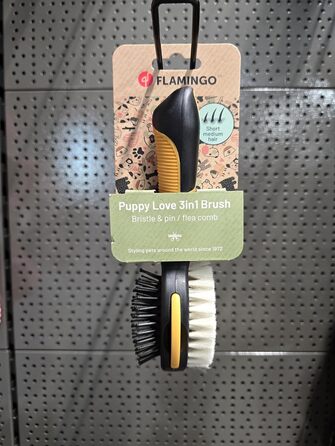 FLAMINGO
Short
medium
hair
Puppy Love 3in1 Brush
Bristle & pin / flea comb
Styling pets around the world since 1972